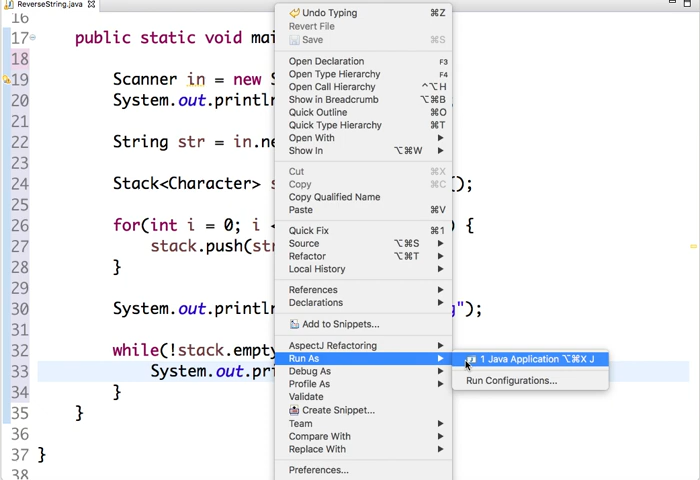 ReverseString.java
16
17 public static void mai
18
19 Scanner in = new S
20 System.out.println
21
22 String str = in.ne
23
24 Stack<Character> s ();
25
26 for(int i = 0; i < ) {
27 stack.push(str
28 }
29
30 System.out.println g");
31
32 while(!stack.empty
33 System.out.pri
34 }
35 }
36
37 }
38
Undo Typing ⌘Z
Revert File
Save ⌘S
Open Declaration F3
Open Type Hierarchy F4
Open Call Hierarchy ^⌥H
Show in Breadcrumb ⌥⌘B
Quick Outline ⌘O
Quick Type Hierarchy ⌘T
Open With
Show In ⌥⌘W
Cut ⌘X
Copy ⌘C
Copy Qualified Name
Paste ⌘V
Quick Fix ⌘1
Source ⌥⌘S
Refactor ⌥⌘T
Local History
References
Declarations
Add to Snippets...
AspectJ Refactoring
Run As
Debug As
Profile As
Validate
Create Snippet...
Team
Compare With
Replace With
Preferences...
1 Java Application ⌥⌘X J
Run Configurations...